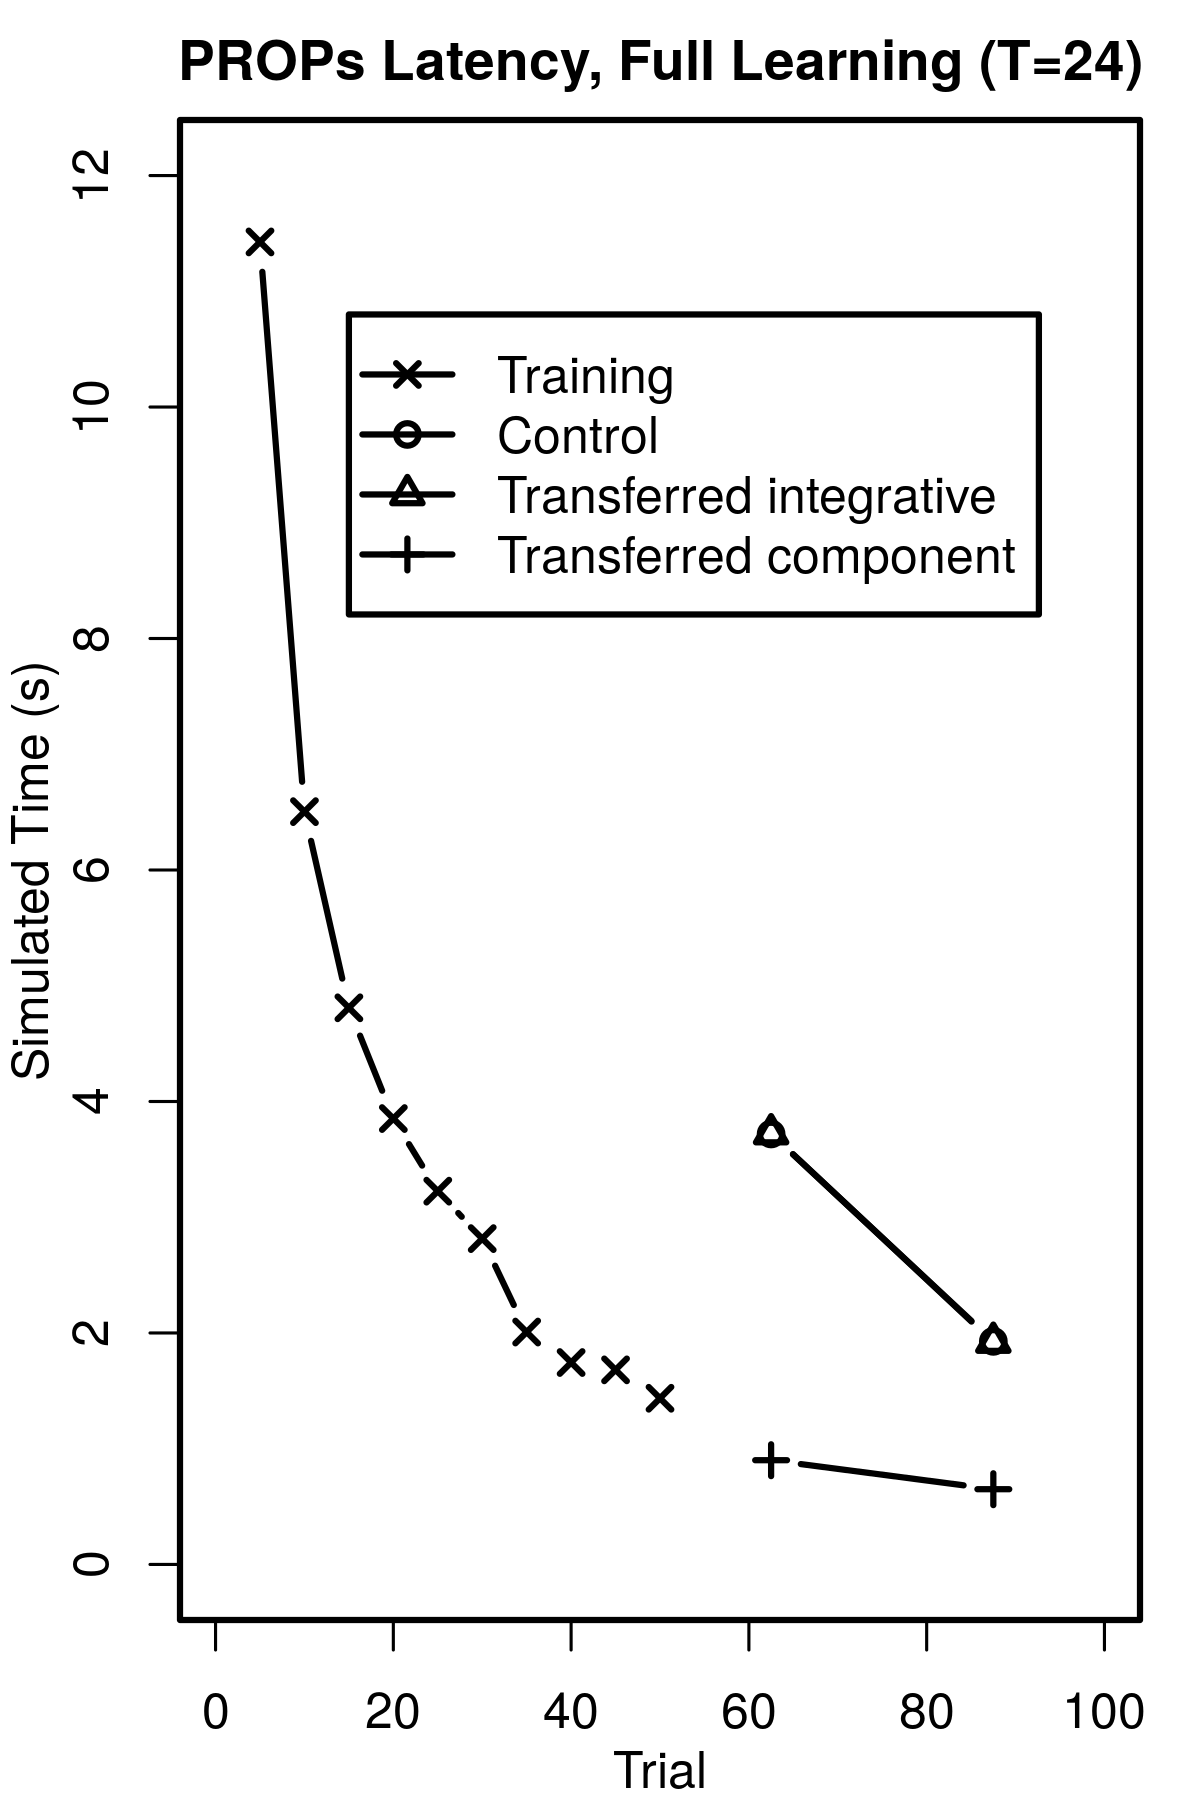 PROPs Latency, Full Learning (T=24)
12
10
8
6
4
2
0
Simulated Time (s)
Training
Control
Transferred integrative
Transferred component
0 20 40 60 80 100
Trial